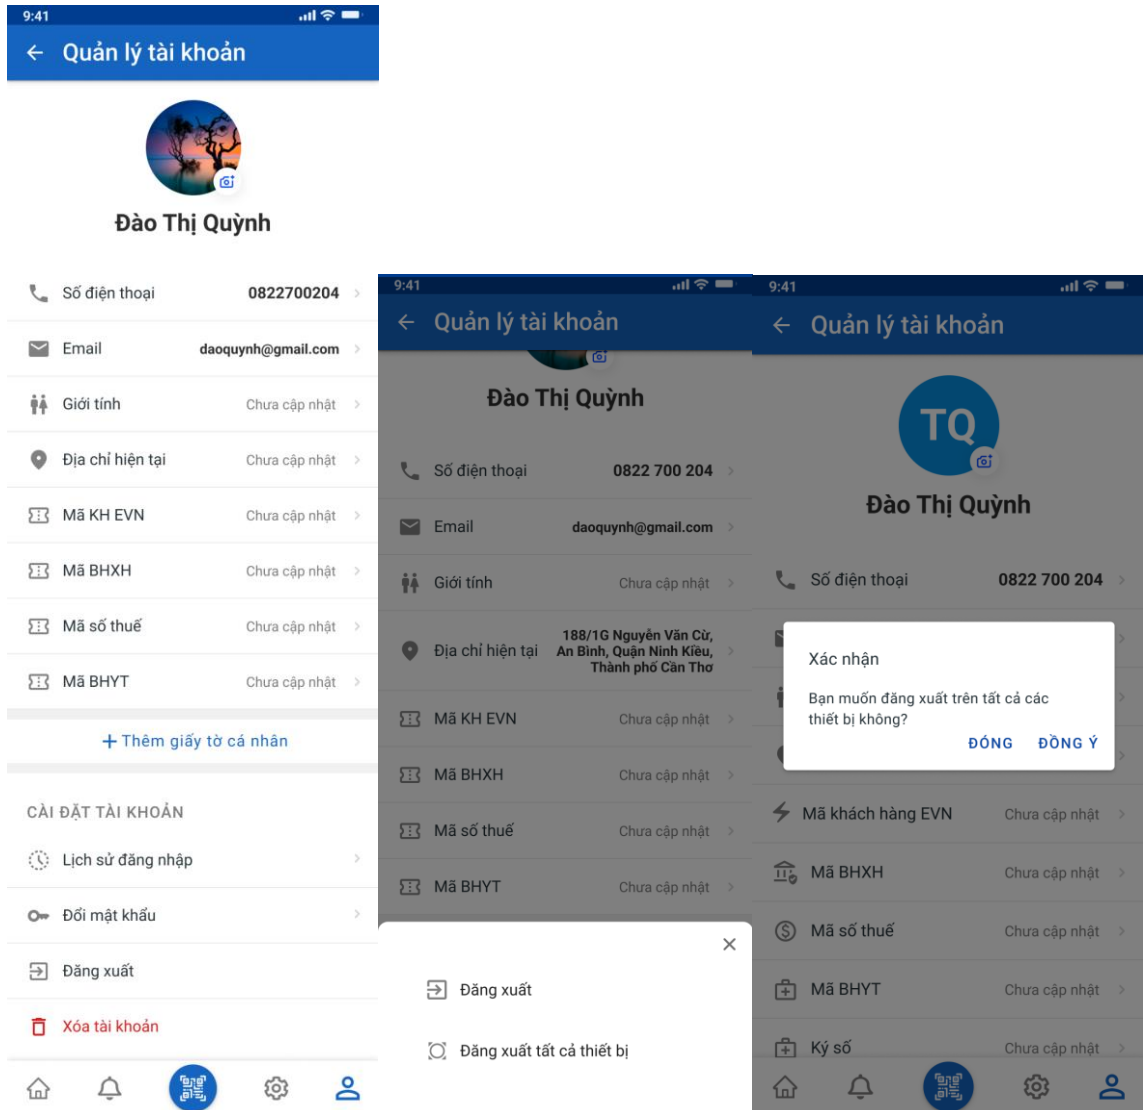 9:41
Quản lý tài khoản
Đào Thị Quỳnh
Số điện thoại 0822700204
Email daoquynh@gmail.com
Giới tính Chưa cập nhật
Địa chỉ hiện tại Chưa cập nhật
Mã KH EVN Chưa cập nhật
Mã BHXH Chưa cập nhật
Mã số thuế Chưa cập nhật
Mã BHYT Chưa cập nhật
+ Thêm giấy tờ cá nhân
CÀI ĐẶT TÀI KHOẢN
Lịch sử đăng nhập
Đổi mật khẩu
Đăng xuất
Xóa tài khoản
9:41
Quản lý tài khoản
Đào Thị Quỳnh
Số điện thoại 0822 700 204
Email daoquynh@gmail.com
Giới tính Chưa cập nhật
Địa chỉ hiện tại 188/1G Nguyễn Văn Cừ,
An Bình, Quận Ninh Kiều,
Thành phố Cần Thơ
Mã KH EVN Chưa cập nhật
Mã BHXH Chưa cập nhật
Mã số thuế Chưa cập nhật
Mã BHYT Chưa cập nhật
Đăng xuất
Đăng xuất tất cả thiết bị
9:41
Quản lý tài khoản
TQ
Đào Thị Quỳnh
Số điện thoại 0822 700 204
Xác nhận
Bạn muốn đăng xuất trên tất cả các
thiết bị không?
ĐÓNG ĐỒNG Ý
Mã khách hàng EVN Chưa cập nhật
Mã BHXH Chưa cập nhật
Mã số thuế Chưa cập nhật
Mã BHYT Chưa cập nhật
Ký số Chưa cập nhật